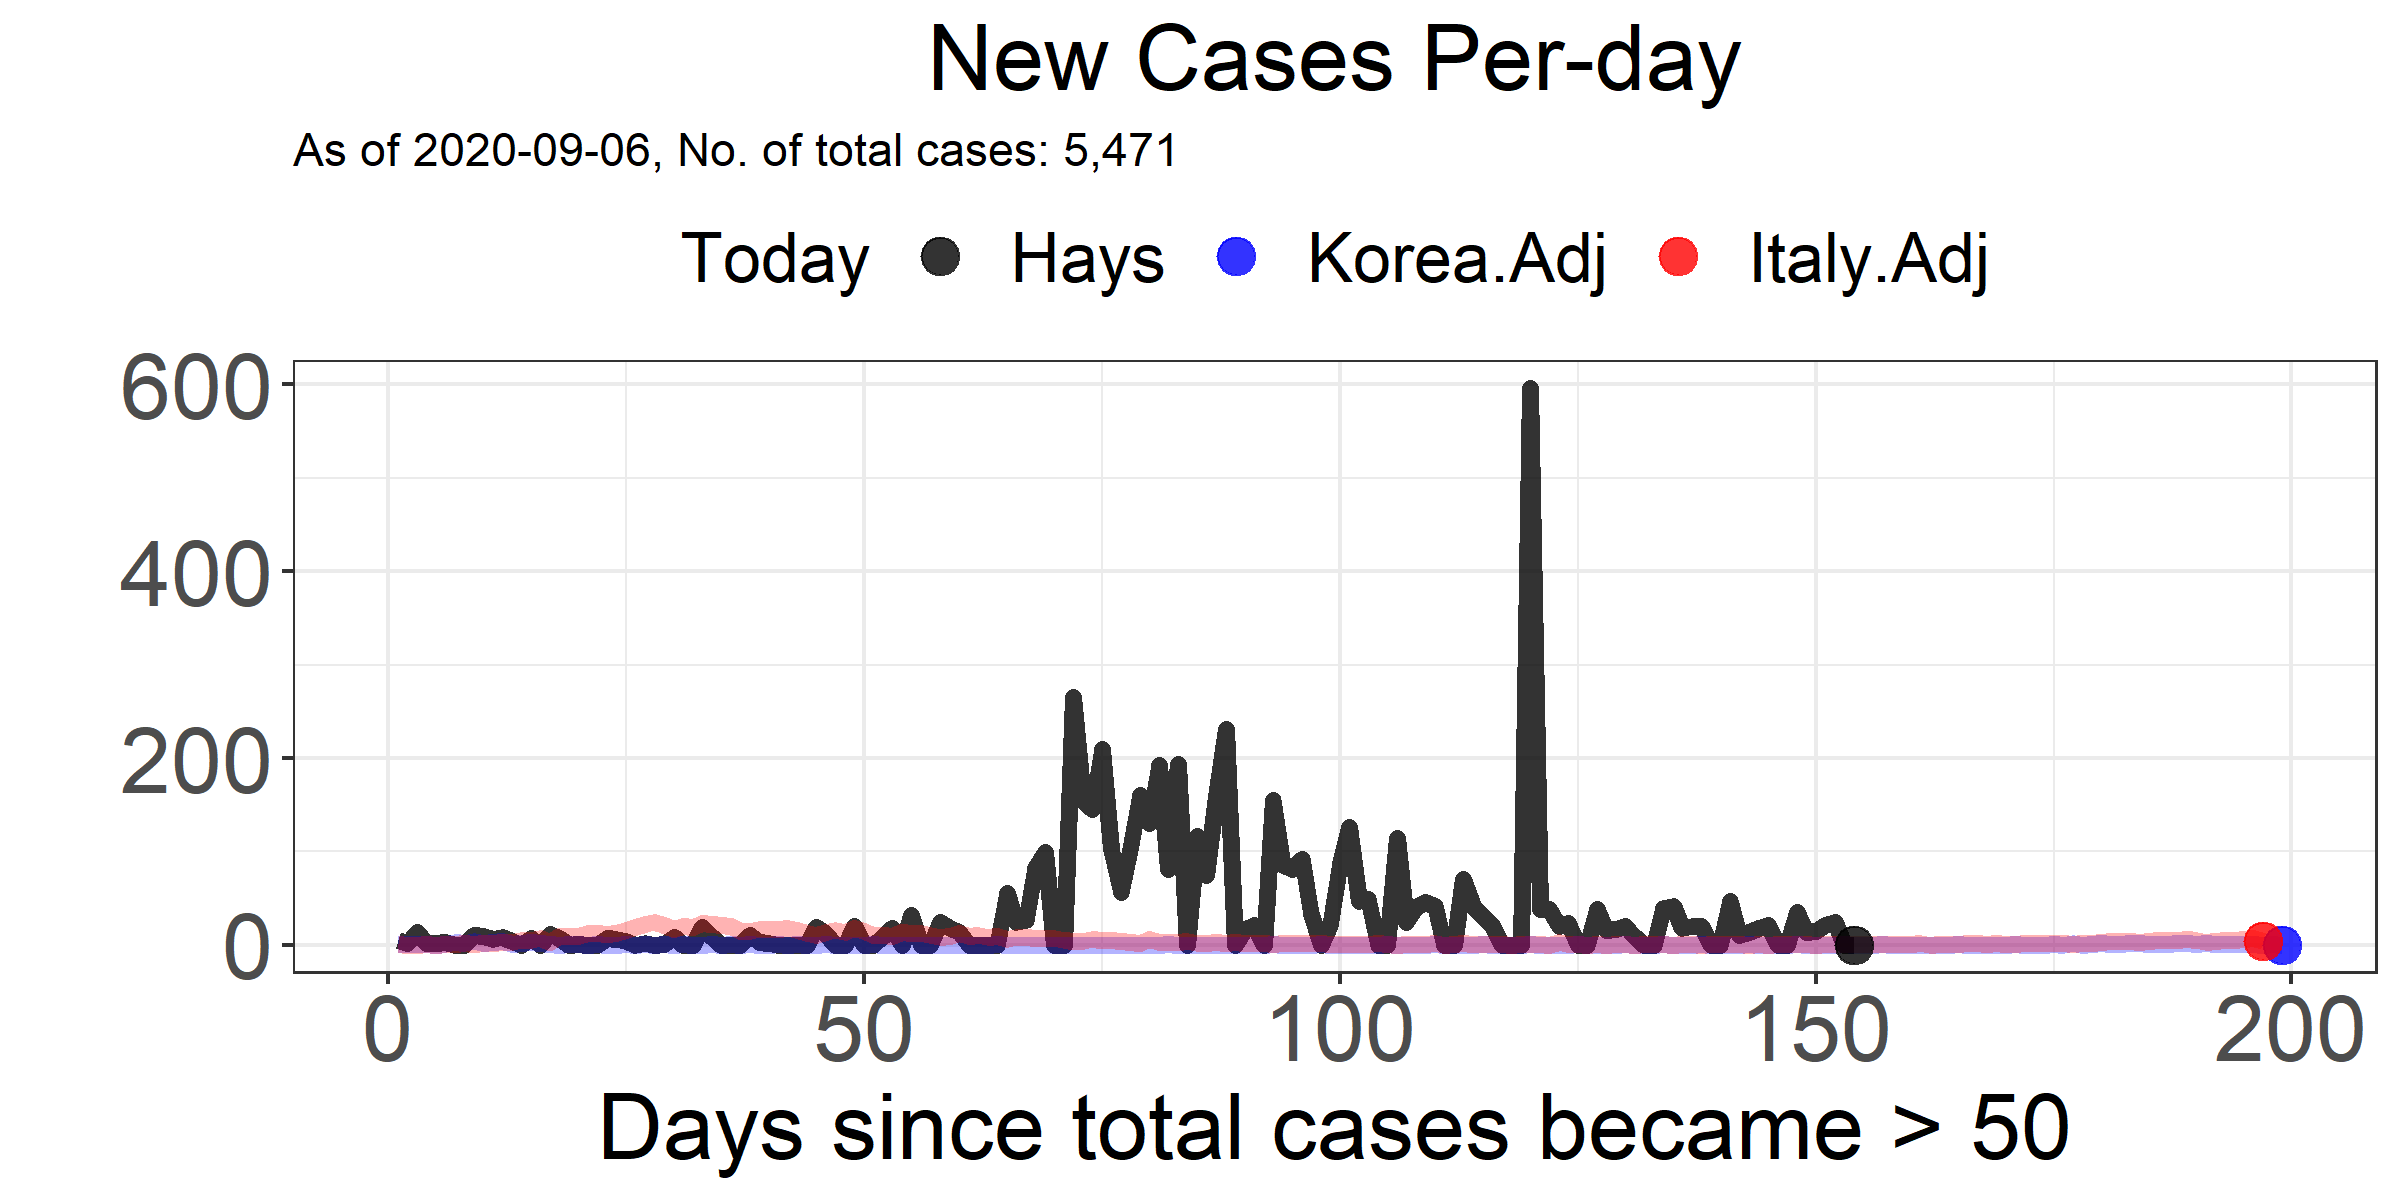 New Cases Per-day
As of 2020-09-06, No. of total cases: 5,471
Today Hays Korea.Adj Italy.Adj
600
400
200
0
0 50 100 150 200
Days since total cases became > 50